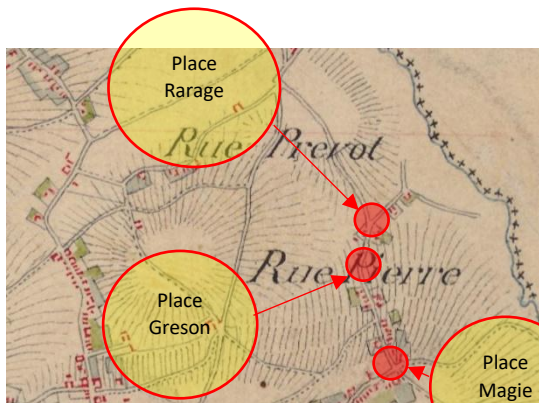 Place
Rarage
Rue Prevot
Rue Pierre
Place
Greson
Place
Magie